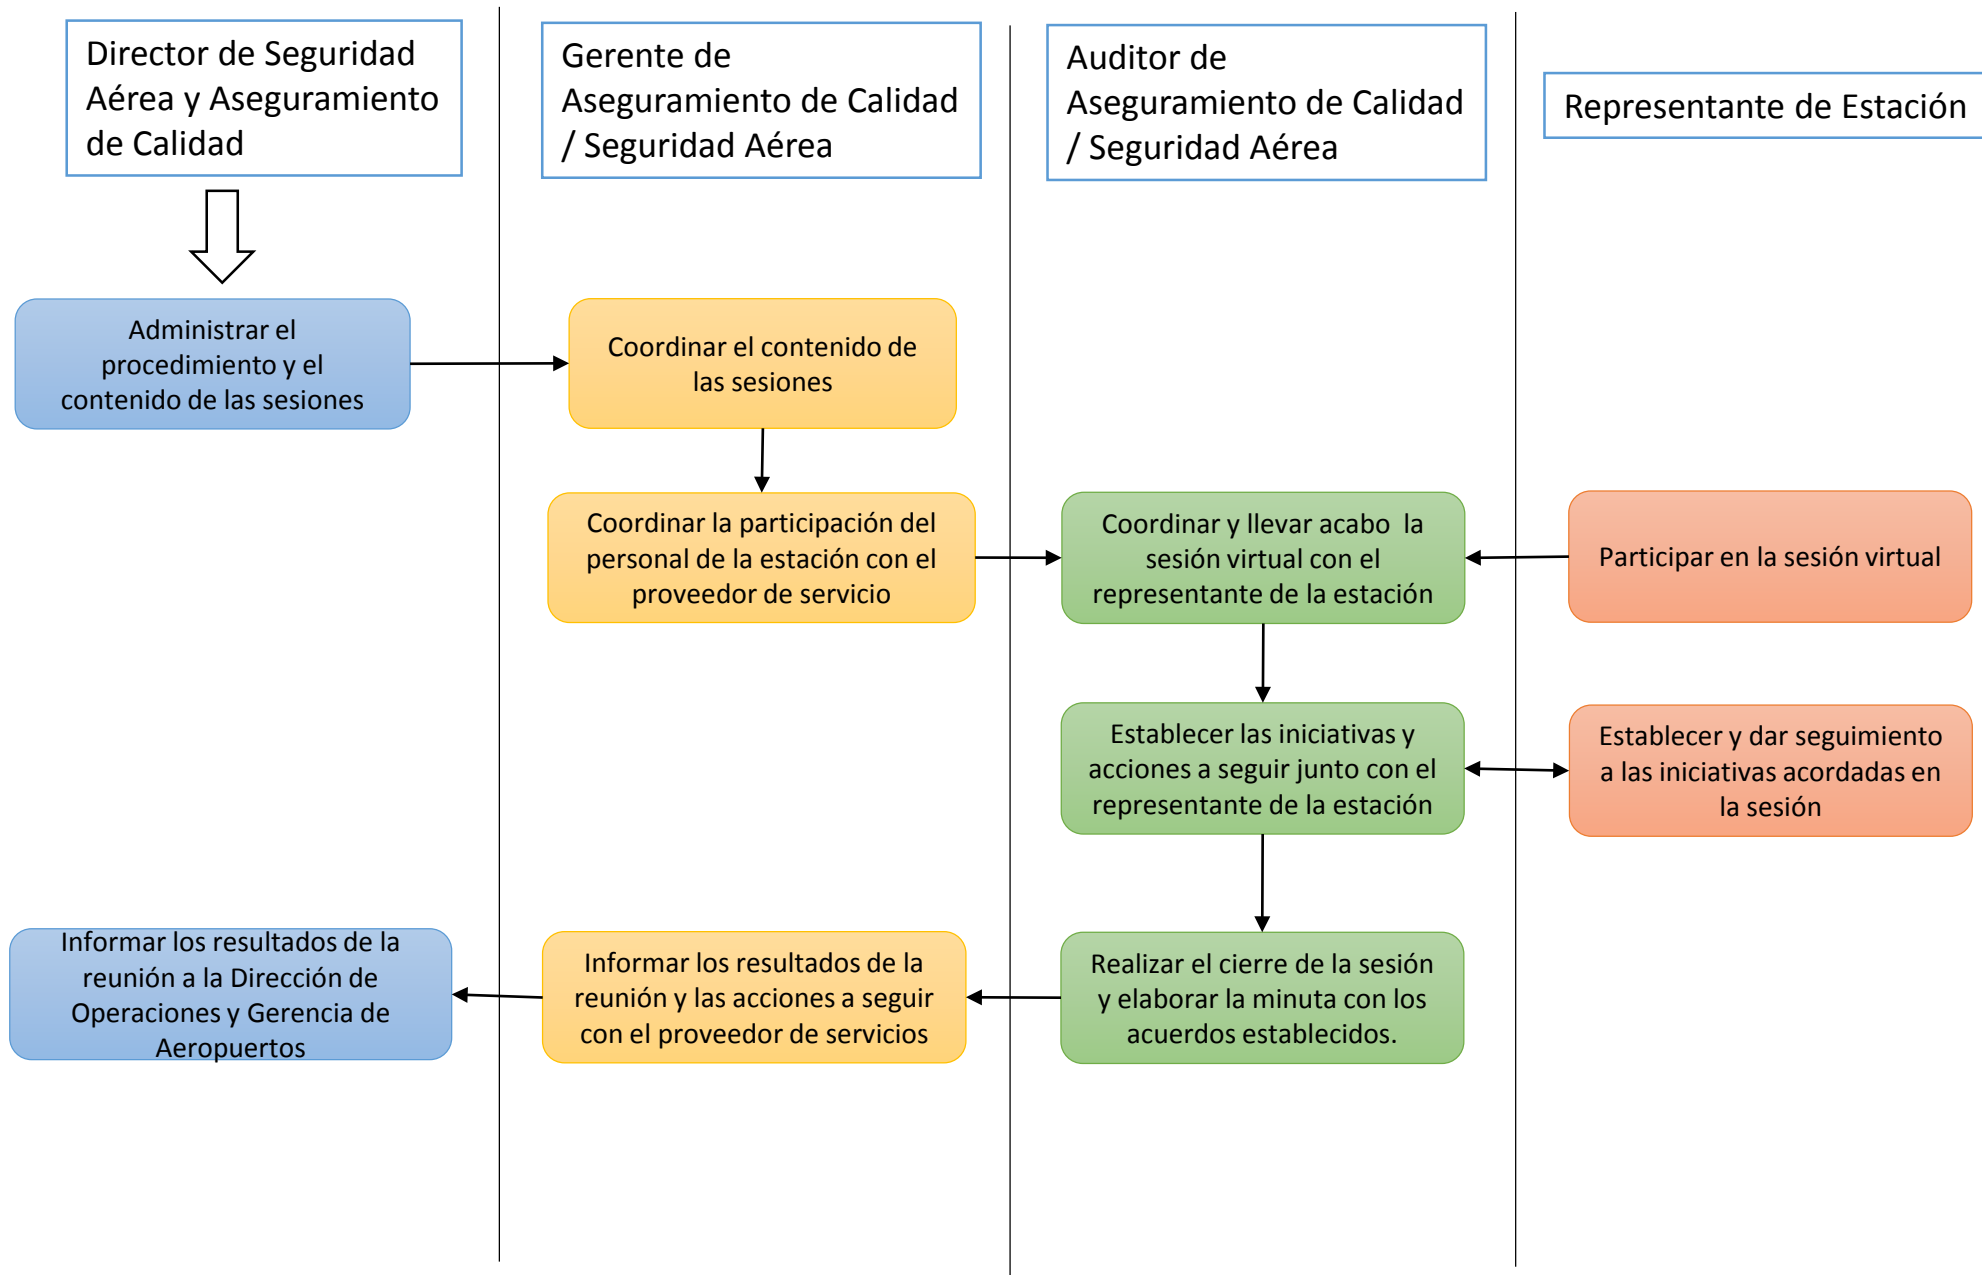 Director de Seguridad
Aérea y Aseguramiento
de Calidad
Gerente de
Aseguramiento de Calidad
/ Seguridad Aérea
Auditor de
Aseguramiento de Calidad
/ Seguridad Aérea
Representante de Estación
Administrar el
procedimiento y el
contenido de las sesiones
Coordinar el contenido de
las sesiones
Coordinar la participación del
personal de la estación con el
proveedor de servicio
Coordinar y llevar acabo  la
sesión virtual con el
representante de la estación
Participar en la sesión virtual
Establecer las iniciativas y
acciones a seguir junto con el
representante de la estación
Establecer y dar seguimiento
a las iniciativas acordadas en
la sesión
Informar los resultados de la
reunión a la Dirección de
Operaciones y Gerencia de
Aeropuertos
Informar los resultados de la
reunión y las acciones a seguir
con el proveedor de servicios
Realizar el cierre de la sesión
y elaborar la minuta con los
acuerdos establecidos.